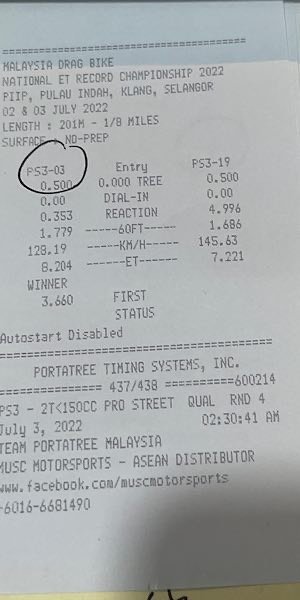 ==========================================
MALAYSIA DRAG BIKE
NATIONAL ET RECORD CHAMPIONSHIP 2022
PIIP, PULAU INDAH, KLANG, SELANGOR
02 & 03 JULY 2022
LENGTH : 201M - 1/8 MILES
SURFACE : NO-PREP
PS3-03 Entry PS3-19
0.500 0.000 TREE 0.500
0.00 DIAL-IN 0.00
0.353 REACTION 4.996
1.779 -----60FT----- 1.686
128.19 ------KM/H----- 145.63
8.204 ------ET------ 7.221
WINNER
3.660 FIRST
STATUS
Autostart Disabled
==========================================
PORTATREE TIMING SYSTEMS, INC.
=============== 437/438 ==========600214
PS3 - 2T<150CC PRO STREET QUAL RND 4
July 3, 2022 02:30:41 AM
TEAM PORTATREE MALAYSIA
MUSC MOTORSPORTS - ASEAN DISTRIBUTOR
www.facebook.com/muscmotorsports
-6016-6681490